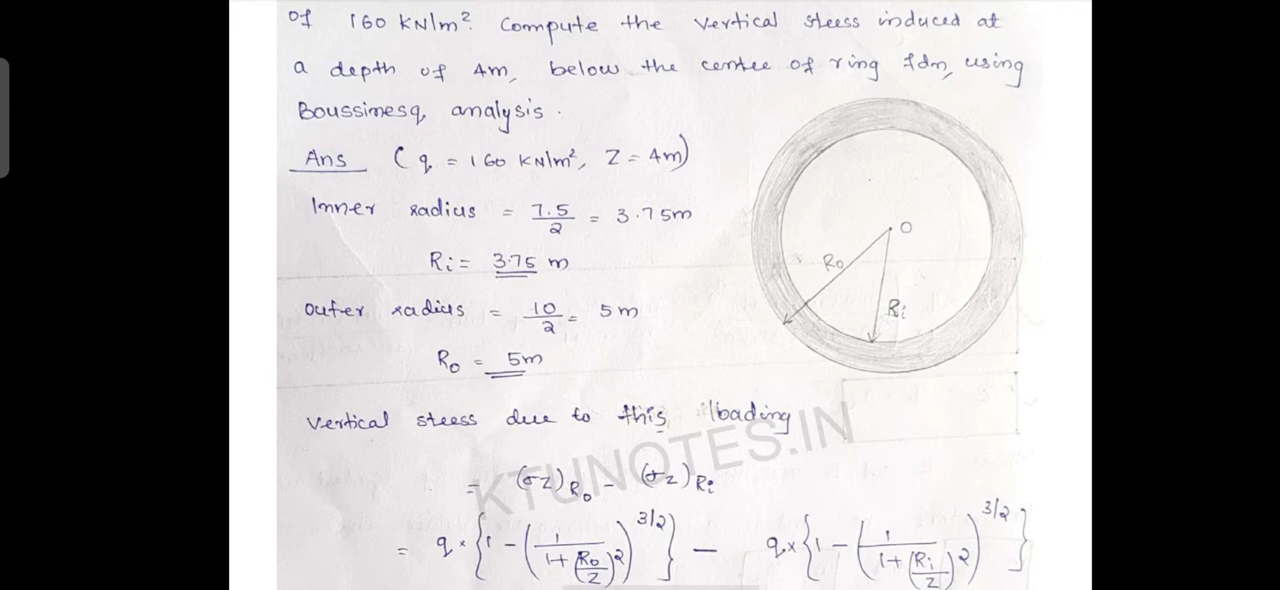 of 160 KN/m². Compute the vertical steess induced at
a depth of 4m, below the centee of ring fdn, using
Boussinesq, analysis.
Ans (q = 160 KN/m², Z = 4m)
Inner radius = 7.5/2 = 3.75m
Ri = 3.75 m
O
Ro
Ri
Outer radius = 10/2 = 5m
Ro = 5m
Vertical steess due to this loading
= (σz)Ro - (σz)Ri
= q × {1 - (1/(1+(Ro/Z)²))^3/2} - q × {1 - (1/(1+(Ri/Z)²))^3/2}
KTUNOTES.IN